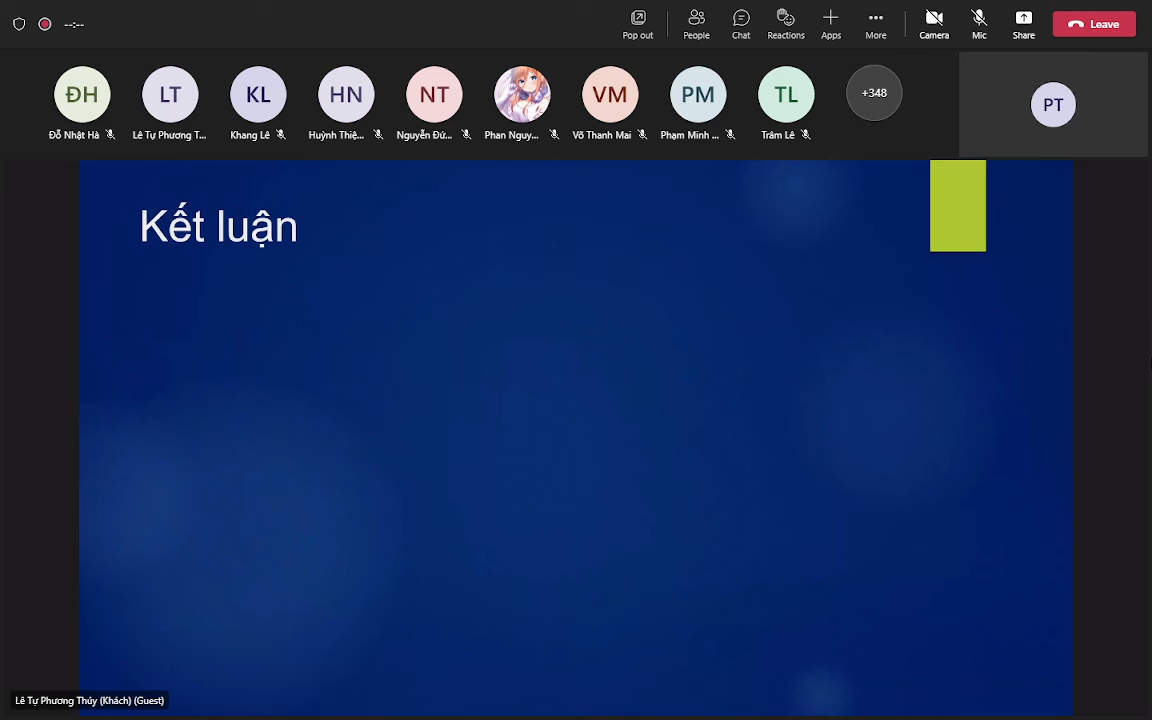 --:--
Pop out
People
Chat
Reactions
Apps
More
Camera
Mic
Share
Leave
ĐH
LT
KL
HN
NT
VM
PM
TL
+348
PT
Đỗ Nhật Hà
Lê Tự Phương T...
Khang Lê
Huỳnh Thiệ...
Nguyễn Đứ...
Phan Nguy...
Võ Thanh Mai
Phạm Minh ...
Trâm Lê
Kết luận
Lê Tự Phương Thúy (Khách) (Guest)